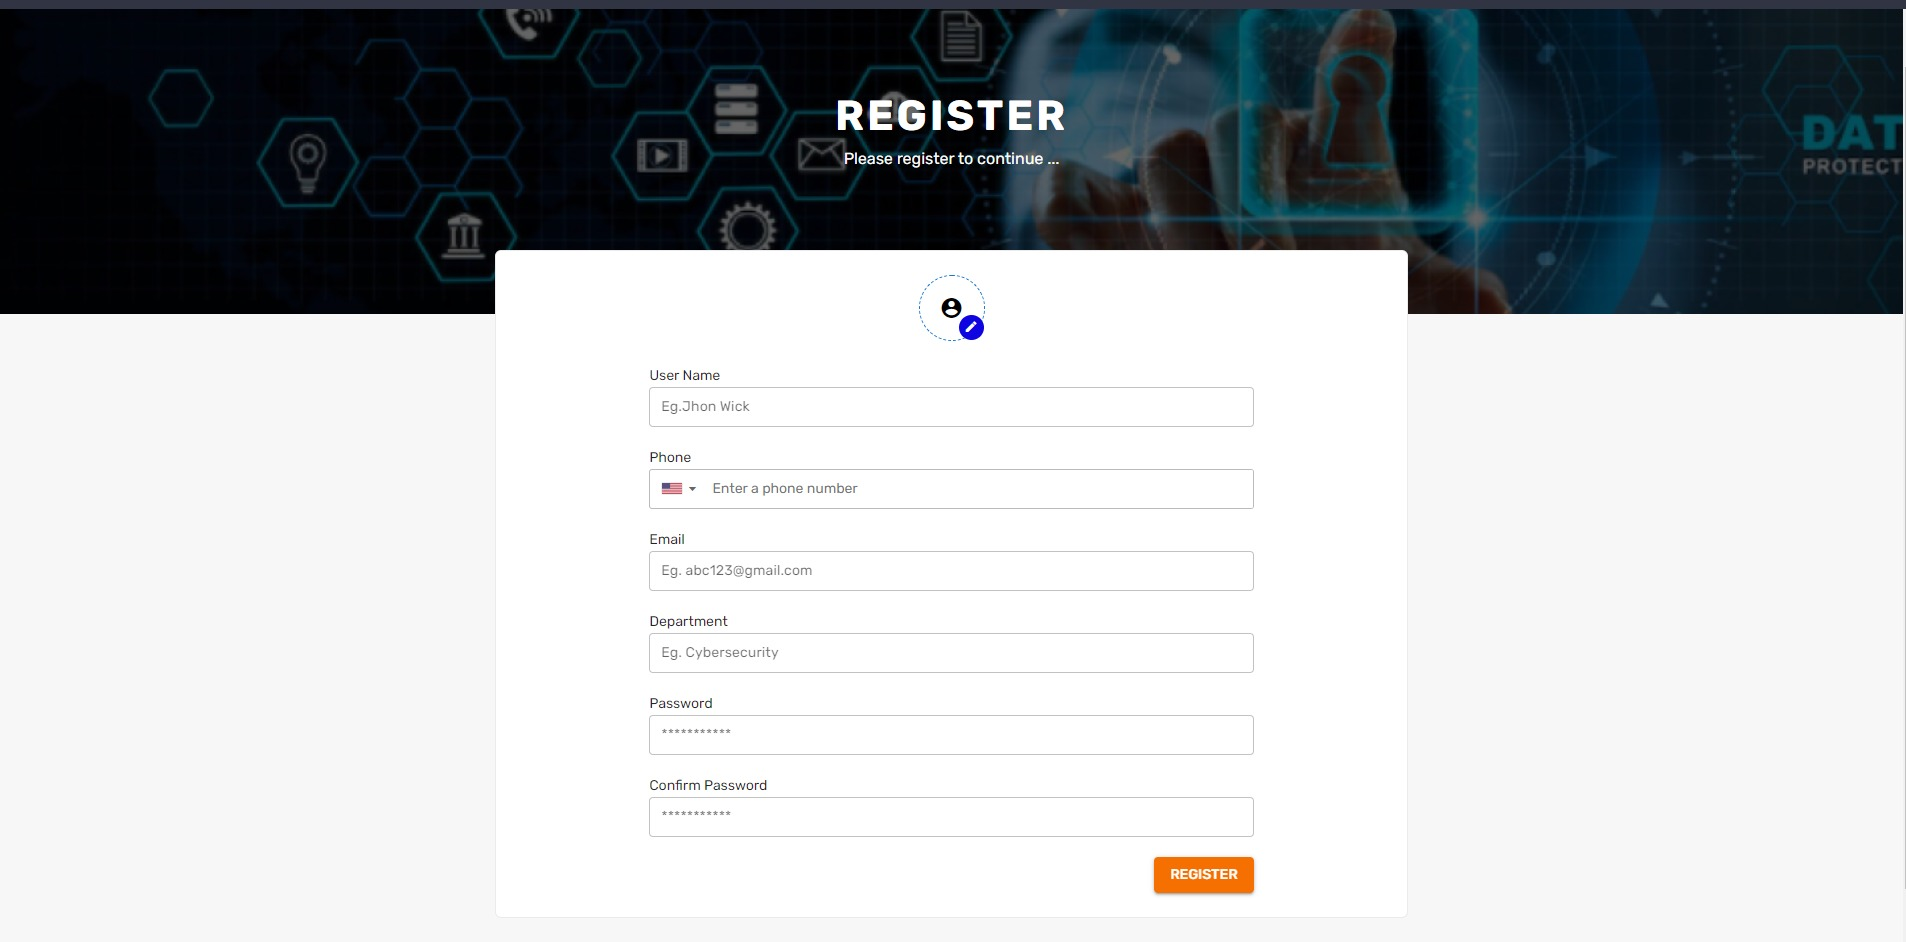 REGISTER
Please register to continue ...
DAT
PROTECT
User Name
Eg.Jhon Wick
Phone
Enter a phone number
Email
Eg. abc123@gmail.com
Department
Eg. Cybersecurity
Password
***********
Confirm Password
***********
REGISTER